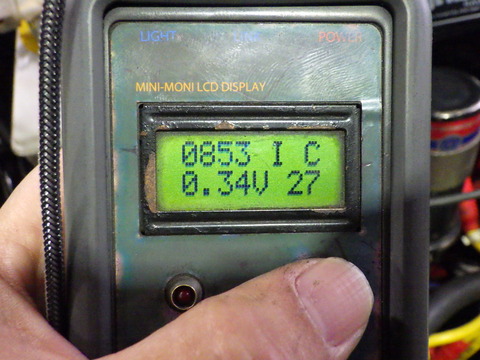 LIGHT POWER
MINI-MONI LCD DISPLAY
0853 I C
0.34V 27